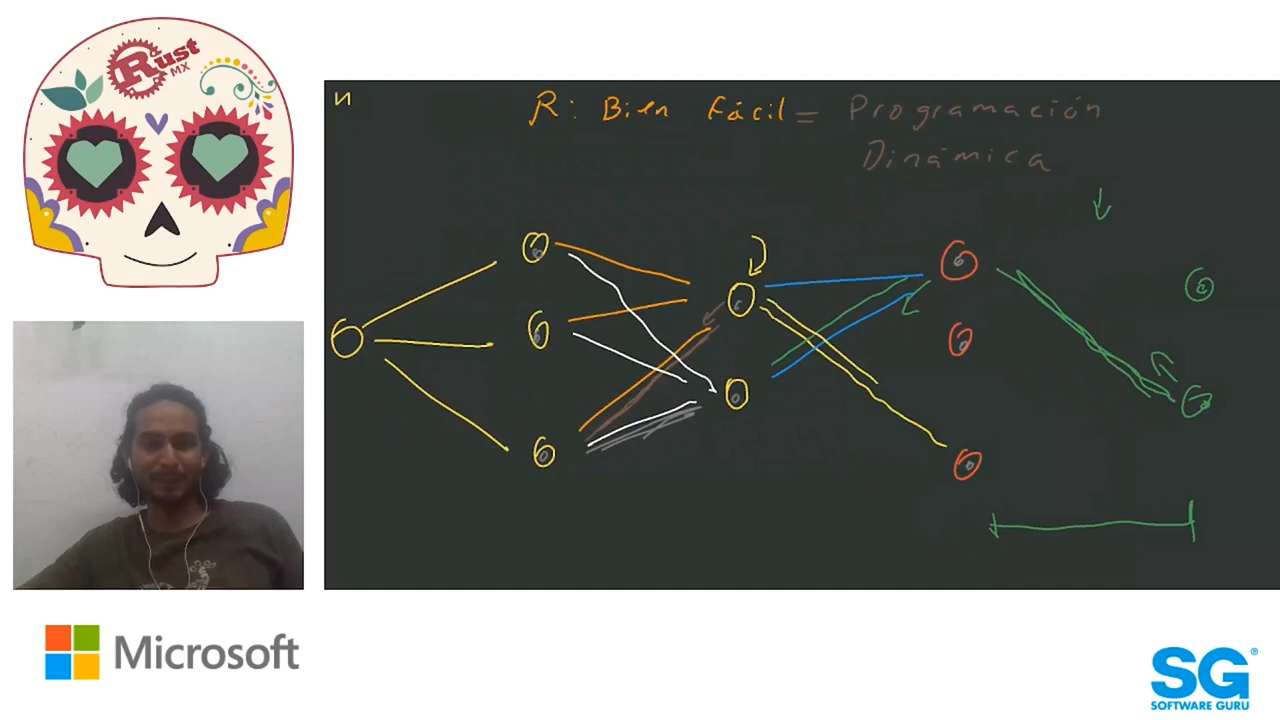 Rust
MX
R: Bien Fácil = Programación
Dinámica
Microsoft
SG
SOFTWARE GURU